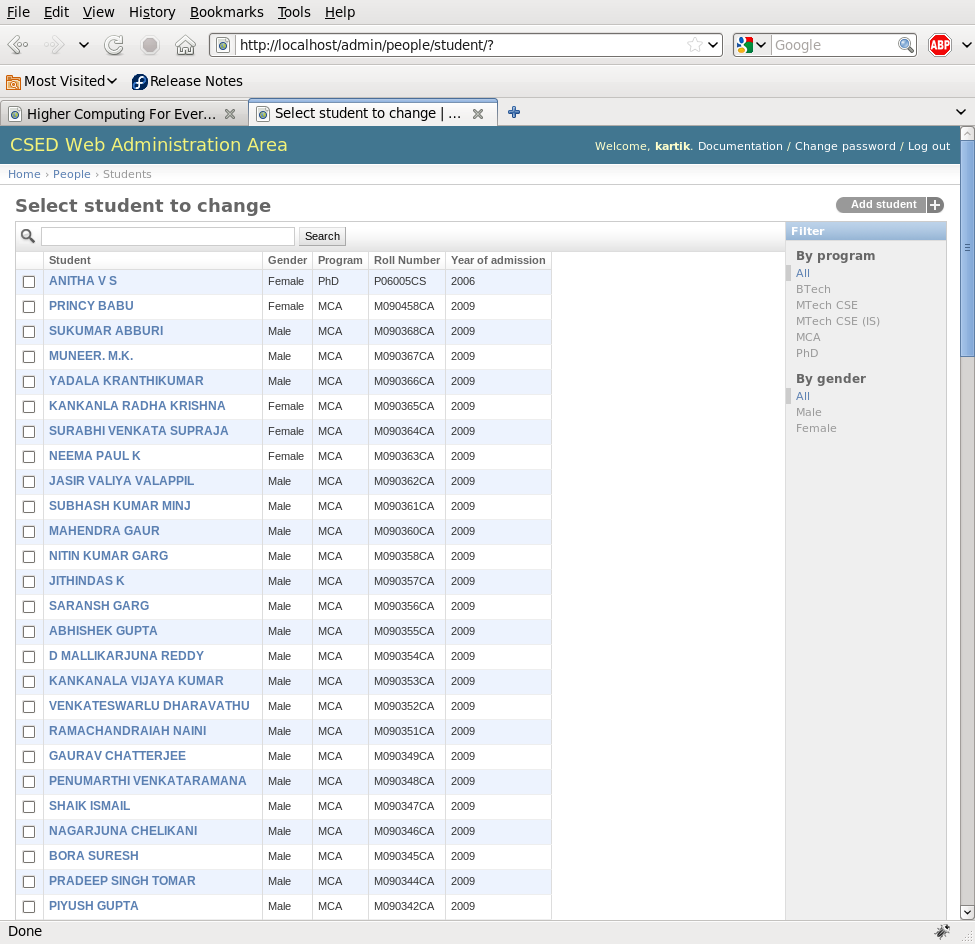 File Edit View History Bookmarks Tools Help
http://localhost/admin/people/student/? Google ABP
Most Visited Release Notes
Higher Computing For Ever... Select student to change | ...
CSED Web Administration Area Welcome, kartik. Documentation / Change password / Log out
Home › People › Students
Select student to change Add student +
Search Filter
Student Gender Program Roll Number Year of admission By program
ANITHA V S Female PhD P06005CS 2006 All
BTech
PRINCY BABU Female MCA M090458CA 2009 MTech CSE
MTech CSE (IS)
SUKUMAR ABBURI Male MCA M090368CA 2009 MCA
MUNEER. M.K. Male MCA M090367CA 2009 PhD
YADALA KRANTHIKUMAR Male MCA M090366CA 2009 By gender
All
KANKANLA RADHA KRISHNA Female MCA M090365CA 2009 Male
SURABHI VENKATA SUPRAJA Female MCA M090364CA 2009 Female
NEEMA PAUL K Female MCA M090363CA 2009
JASIR VALIYA VALAPPIL Male MCA M090362CA 2009
SUBHASH KUMAR MINJ Male MCA M090361CA 2009
MAHENDRA GAUR Male MCA M090360CA 2009
NITIN KUMAR GARG Male MCA M090358CA 2009
JITHINDAS K Male MCA M090357CA 2009
SARANSH GARG Male MCA M090356CA 2009
ABHISHEK GUPTA Male MCA M090355CA 2009
D MALLIKARJUNA REDDY Male MCA M090354CA 2009
KANKANALA VIJAYA KUMAR Male MCA M090353CA 2009
VENKATESWARLU DHARAVATHU Male MCA M090352CA 2009
RAMACHANDRAIAH NAINI Male MCA M090351CA 2009
GAURAV CHATTERJEE Male MCA M090349CA 2009
PENUMARTHI VENKATARAMANA Male MCA M090348CA 2009
SHAIK ISMAIL Male MCA M090347CA 2009
NAGARJUNA CHELIKANI Male MCA M090346CA 2009
BORA SURESH Male MCA M090345CA 2009
PRADEEP SINGH TOMAR Male MCA M090344CA 2009
PIYUSH GUPTA Male MCA M090342CA 2009
Done